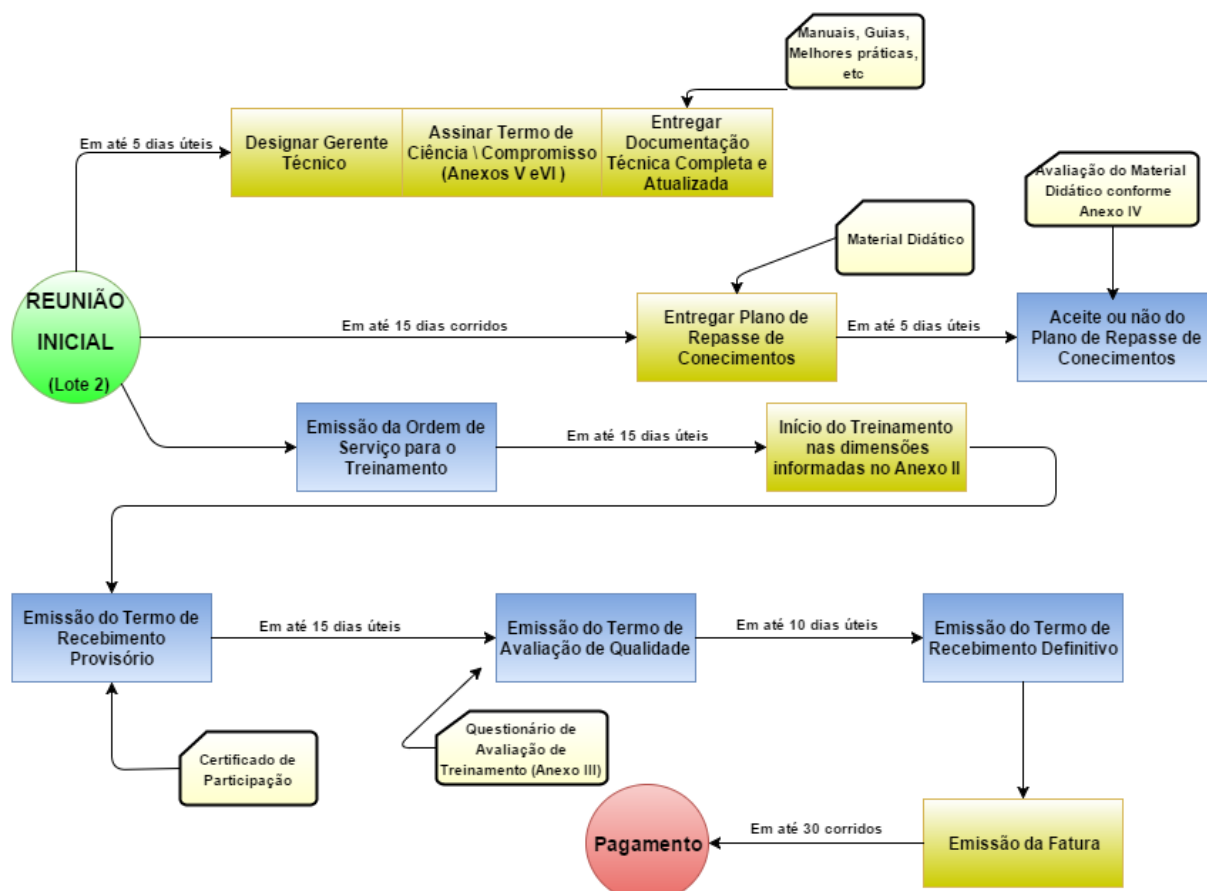 Manuais, Guias,
Melhores práticas,
etc
Em até 5 dias úteis
Designar Gerente
Técnico
Assinar Termo de
Ciência \ Compromisso
(Anexos V eVI )
Entregar
Documentação
Técnica Completa e
Atualizada
Avaliação do Material
Didático conforme
Anexo IV
Material Didático
REUNIÃO
INICIAL
(Lote 2)
Em até 15 dias corridos
Entregar Plano de
Repasse de
Conecimentos
Em até 5 dias úteis
Aceite ou não do
Plano de Repasse de
Conecimentos
Emissão da Ordem de
Serviço para o
Treinamento
Em até 15 dias úteis
Início do Treinamento
nas dimensões
informadas no Anexo II
Emissão do Termo de
Recebimento
Provisório
Em até 15 dias úteis
Emissão do Termo de
Avaliação de Qualidade
Em até 10 dias úteis
Emissão do Termo de
Recebimento Definitivo
Certificado de
Participação
Questionário de
Avaliação de
Treinamento (Anexo III)
Pagamento
Em até 30 corridos
Emissão da Fatura